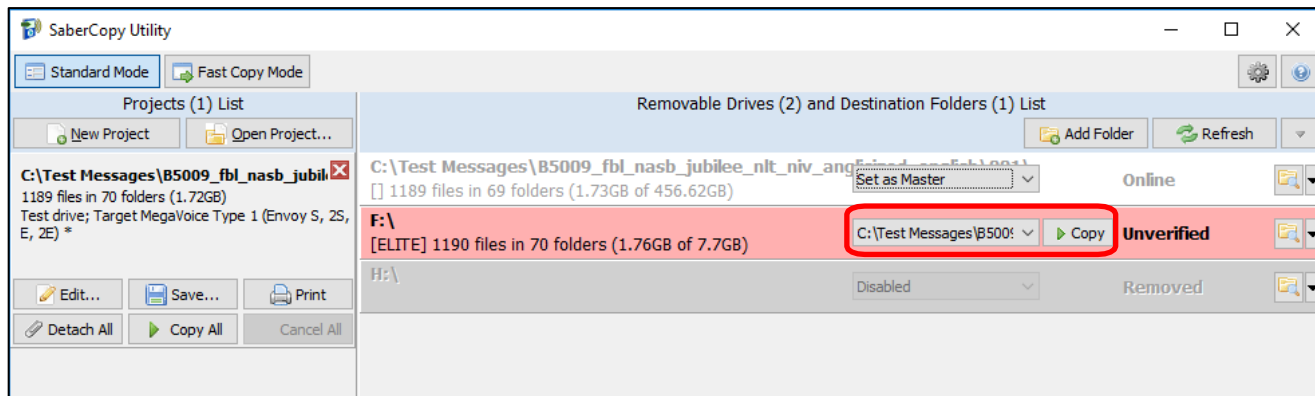 SaberCopy Utility
Standard Mode Fast Copy Mode
Projects (1) List
New Project Open Project...
C:\Test Messages\B5009_fbl_nasb_jubil
1189 files in 70 folders (1.72GB)
Test drive; Target MegaVoice Type 1 (Envoy S, 2S,
E, 2E) *
Edit... Save... Print
Detach All Copy All Cancel All
Removable Drives (2) and Destination Folders (1) List
Add Folder Refresh
C:\Test Messages\B5009_fbl_nasb_jubilee_nlt_niv_anglicized_english\001\
[] 1189 files in 69 folders (1.73GB of 456.62GB)
Set as Master
Online
F:\
[ELITE] 1190 files in 70 folders (1.76GB of 7.7GB)
C:\Test Messages\B5009
Copy
Unverified
H:\
Disabled
Removed